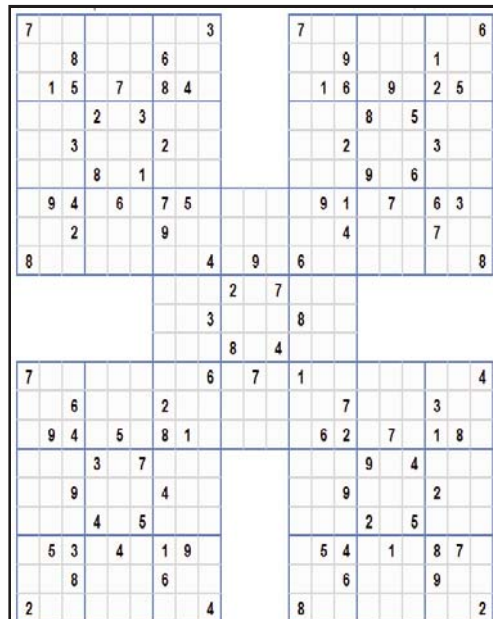 7 3 7 6
8 6 9 1
1 5 7 8 4 1 6 9 2 5
2 3 8 5
3 2 2 3
8 1 9 6
9 4 6 7 5 9 1 7 6 3
2 9 4 7
8 4 9 6 8
2 7
3 8
8 4
7 6 7 1 4
6 2 7 3
9 4 5 8 1 6 2 7 1 8
3 7 9 4
9 4 9 2
4 5 2 5
5 3 4 1 9 5 4 1 8 7
8 6 6 9
2 4 8 2